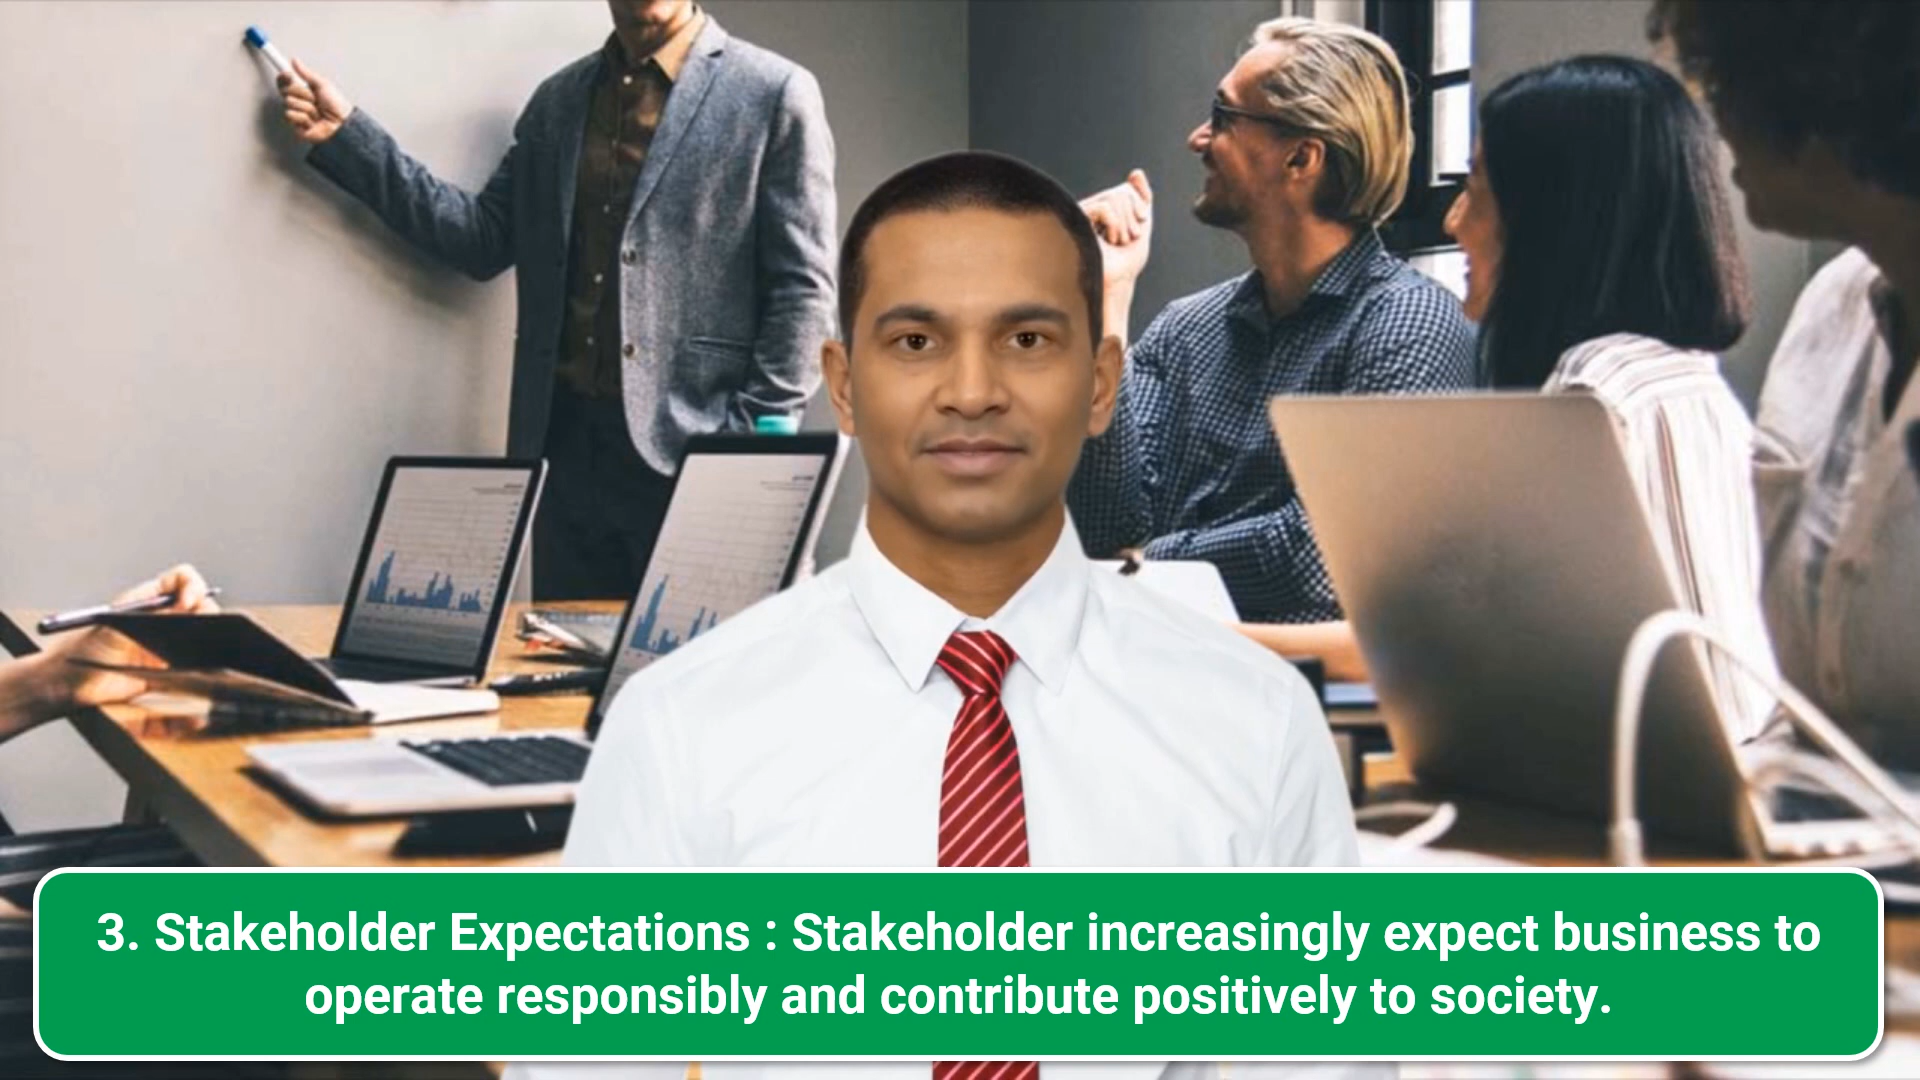 3. Stakeholder Expectations : Stakeholder increasingly expect business to
operate responsibly and contribute positively to society.